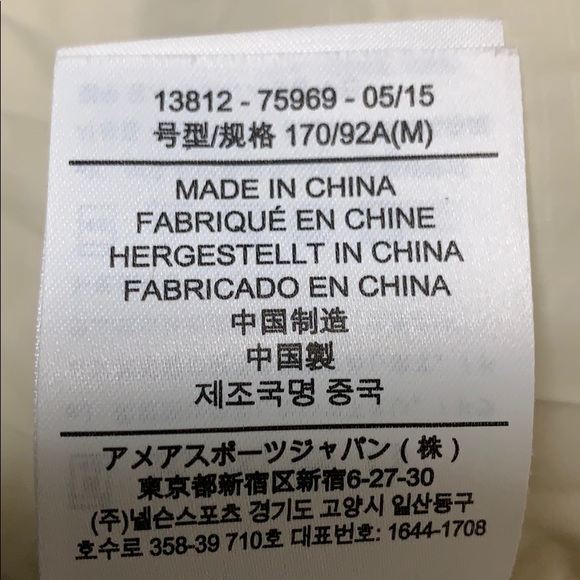 13812 - 75969 - 05/15
号型/规格 170/92A(M)
MADE IN CHINA
FABRIQUÉ EN CHINE
HERGESTELLT IN CHINA
FABRICADO EN CHINA
中国制造
中国製
제조국명 중국
アメアスポーツジャパン ( 株 )
東京都新宿区新宿6-27-30
(주)넬슨스포츠 경기도 고양시 일산동구
호수로 358-39 710호 대표번호: 1644-1708